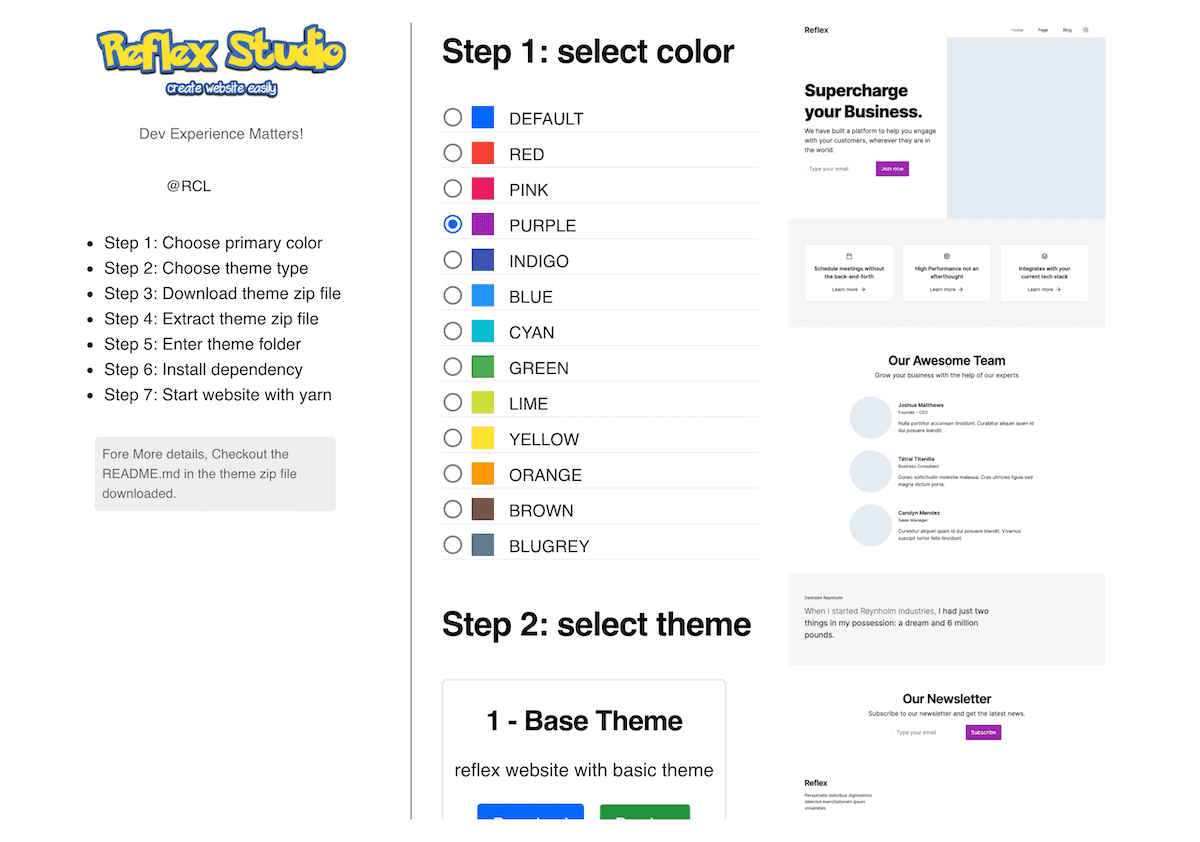 Reflex Studio
create website easily
Dev Experience Matters!
@RCL
Step 1: Choose primary color
Step 2: Choose theme type
Step 3: Download theme zip file
Step 4: Extract theme zip file
Step 5: Enter theme folder
Step 6: Install dependency
Step 7: Start website with yarn
Fore More details, Checkout the
README.md in the theme zip file
downloaded.
Step 1: select color
DEFAULT
RED
PINK
PURPLE
INDIGO
BLUE
CYAN
GREEN
LIME
YELLOW
ORANGE
BROWN
BLUGREY
Step 2: select theme
1 - Base Theme
reflex website with basic theme
Reflex
Home Page Blog
Supercharge
your Business.
We have built a platform to help you engage
with your customers, wherever they are in
the world.
Type your email Join now
Schedule meetings without
the back-and-forth
Learn more →
High Performance not an
afterthought
Learn more →
Integrates with your
current tech stack
Learn more →
Our Awesome Team
Grow your business with the help of our experts
Joshua Matthews
Founder - CEO
Nulla porttitor accumsan tincidunt. Curabitur aliquet quam id
dui posuere blandit.
Tátrai Titanilla
Business Consultant
Donec sollicitudin molestie malesua. Cras ultricies ligula sed
magna dictum porta.
Carolyn Mendez
Sales Manager
Curabitur aliquet quam id dui posuere blandit. Vivamus
suscipit tortor felis tincidunt.
Denholm Reynholm
When I started Reynholm Industries, I had just two
things in my possession: a dream and 6 million
pounds.
Our Newsletter
Subscribe to our newsletter and get the latest news.
Type your email Subscribe
Reflex
Perspiciatis doloribus dignissimos
delectus exercitationem ipsum
voluptates